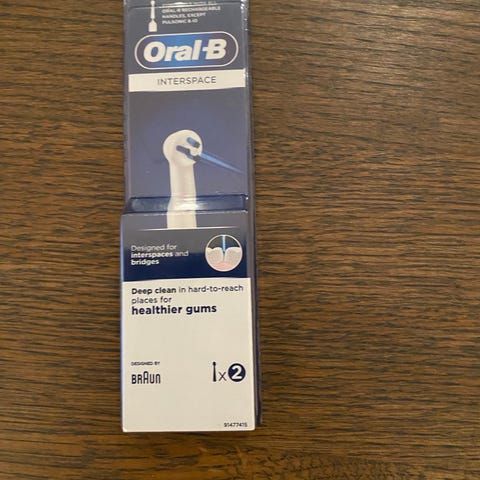 ORAL-B RECHARGEABLE
HANDLES, EXCEPT
PULSONIC & iO
Oral-B
INTERSPACE
Designed for
interspaces and
bridges
Deep clean in hard-to-reach
places for
healthier gums
DESIGNED BY
BRAUN
x2
91477415